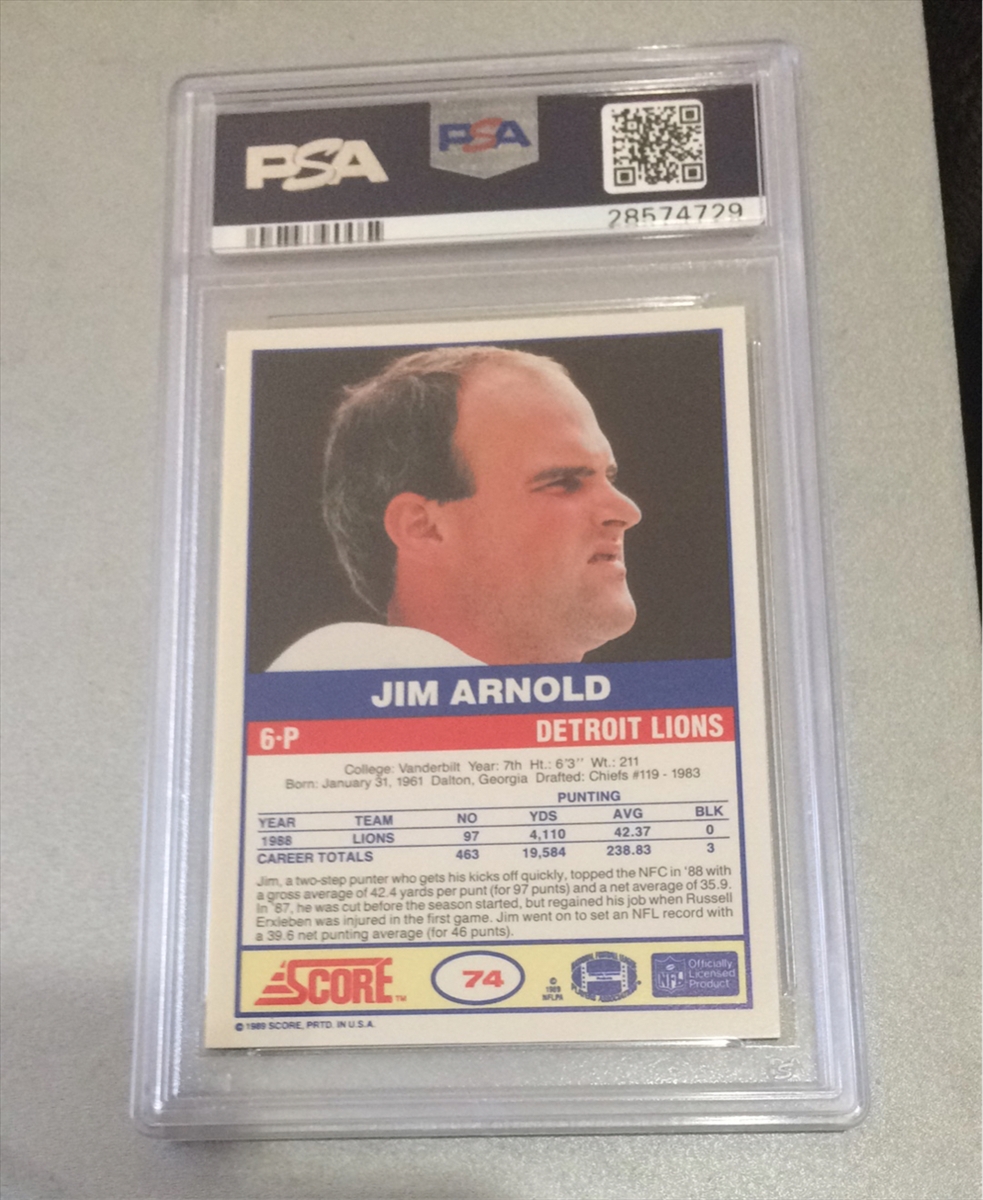 PSA
PSA
28574729
JIM ARNOLD
6-P DETROIT LIONS
College: Vanderbilt Year: 7th Ht.: 6'3" Wt.: 211
Born: January 31, 1961 Dalton, Georgia Drafted: Chiefs #119 - 1983
PUNTING
YEAR TEAM NO YDS AVG BLK
1988 LIONS 97 4,110 42.37 0
CAREER TOTALS 463 19,584 238.83 3
Jim, a two-step punter who gets his kicks off quickly, topped the NFC in '88 with
a gross average of 42.4 yards per punt (for 97 punts) and a net average of 35.9.
In '87, he was cut before the season started, but regained his job when Russell
Erxleben was injured in the first game. Jim went on to set an NFL record with
a 39.6 net punting average (for 46 punts).
SCORE™
74
©
1989
NFLPA
NFL
Officially
Licensed
Product
© 1989 SCORE, PRTD. IN U.S.A.